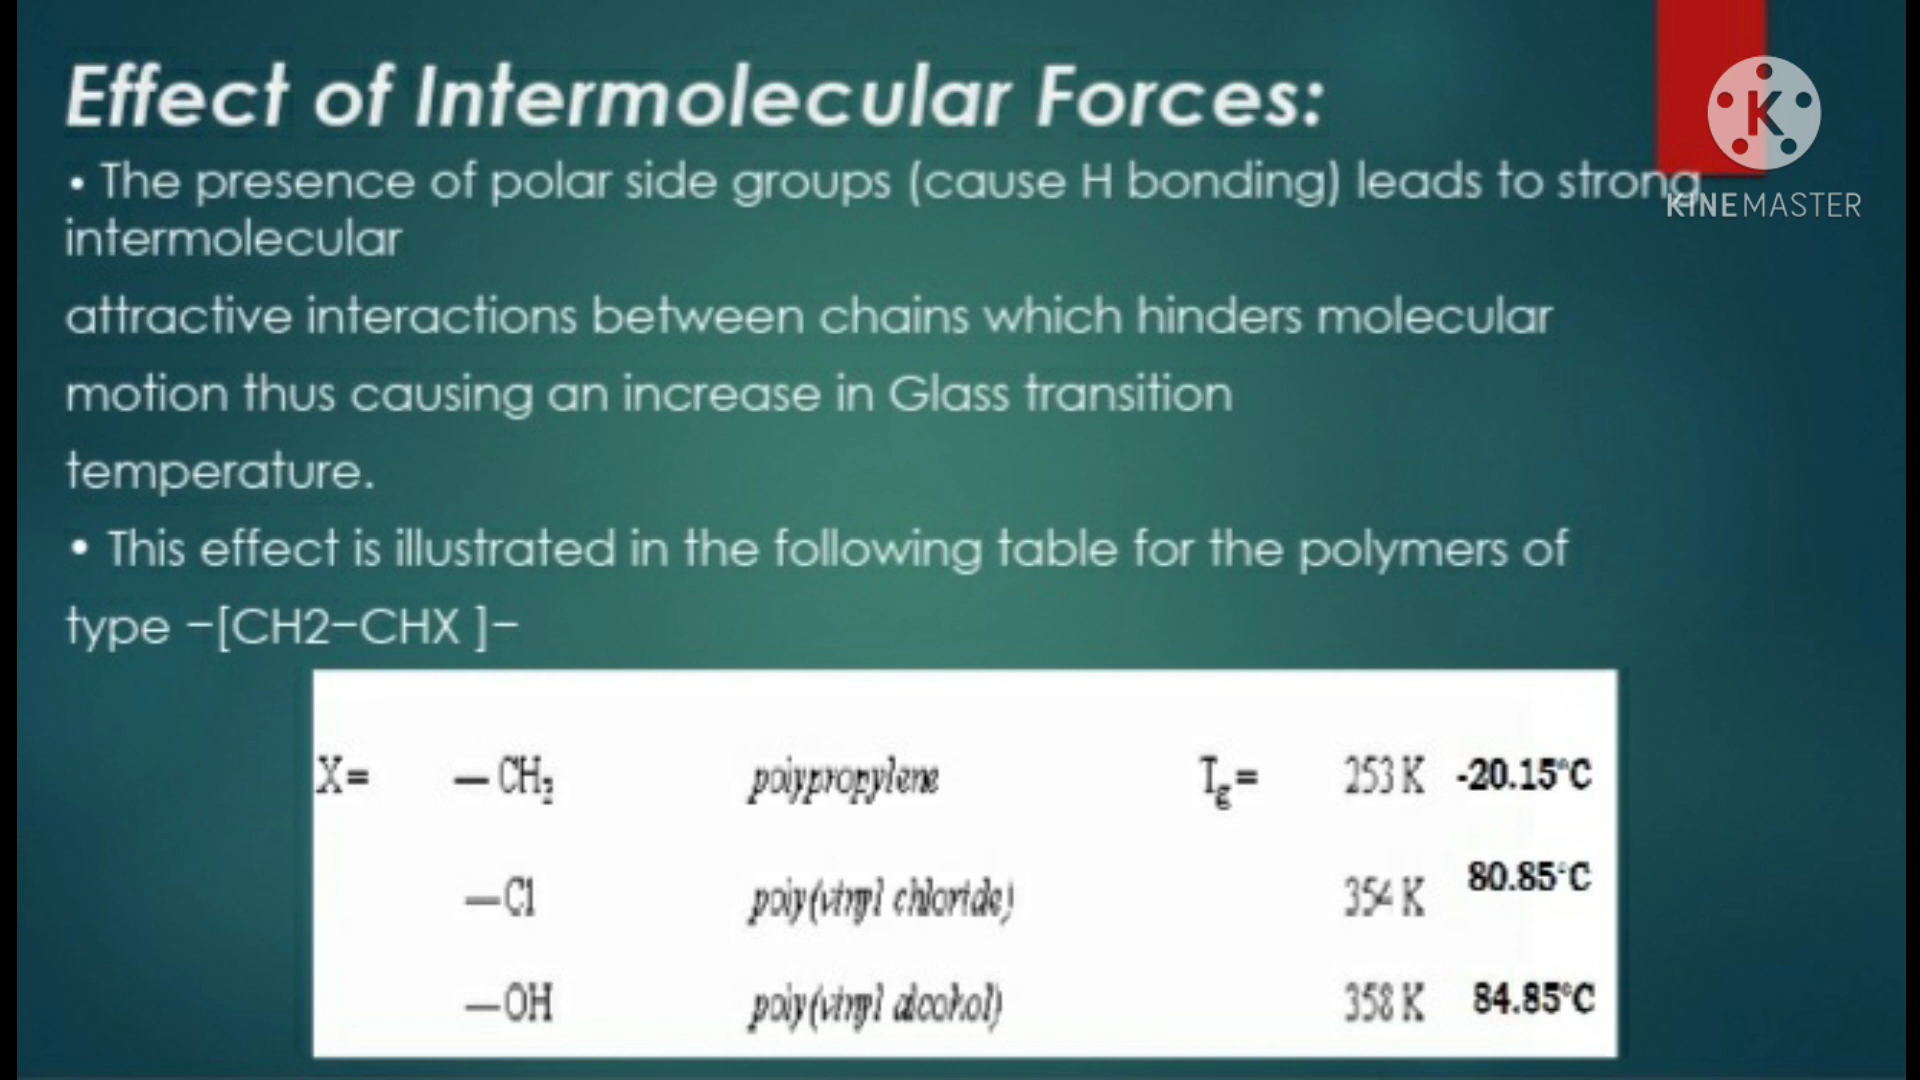 Effect of Intermolecular Forces:
• The presence of polar side groups (cause H bonding) leads to strong
KINEMASTER
intermolecular
attractive interactions between chains which hinders molecular
motion thus causing an increase in Glass transition
temperature.
• This effect is illustrated in the following table for the polymers of
type −[CH2−CHX ]−
X= — CH3 polypropylene Tg= 253 K -20.15°C
—Cl poly(vinyl chloride) 354 K 80.85°C
—OH poly(vinyl alcohol) 358 K 84.85°C